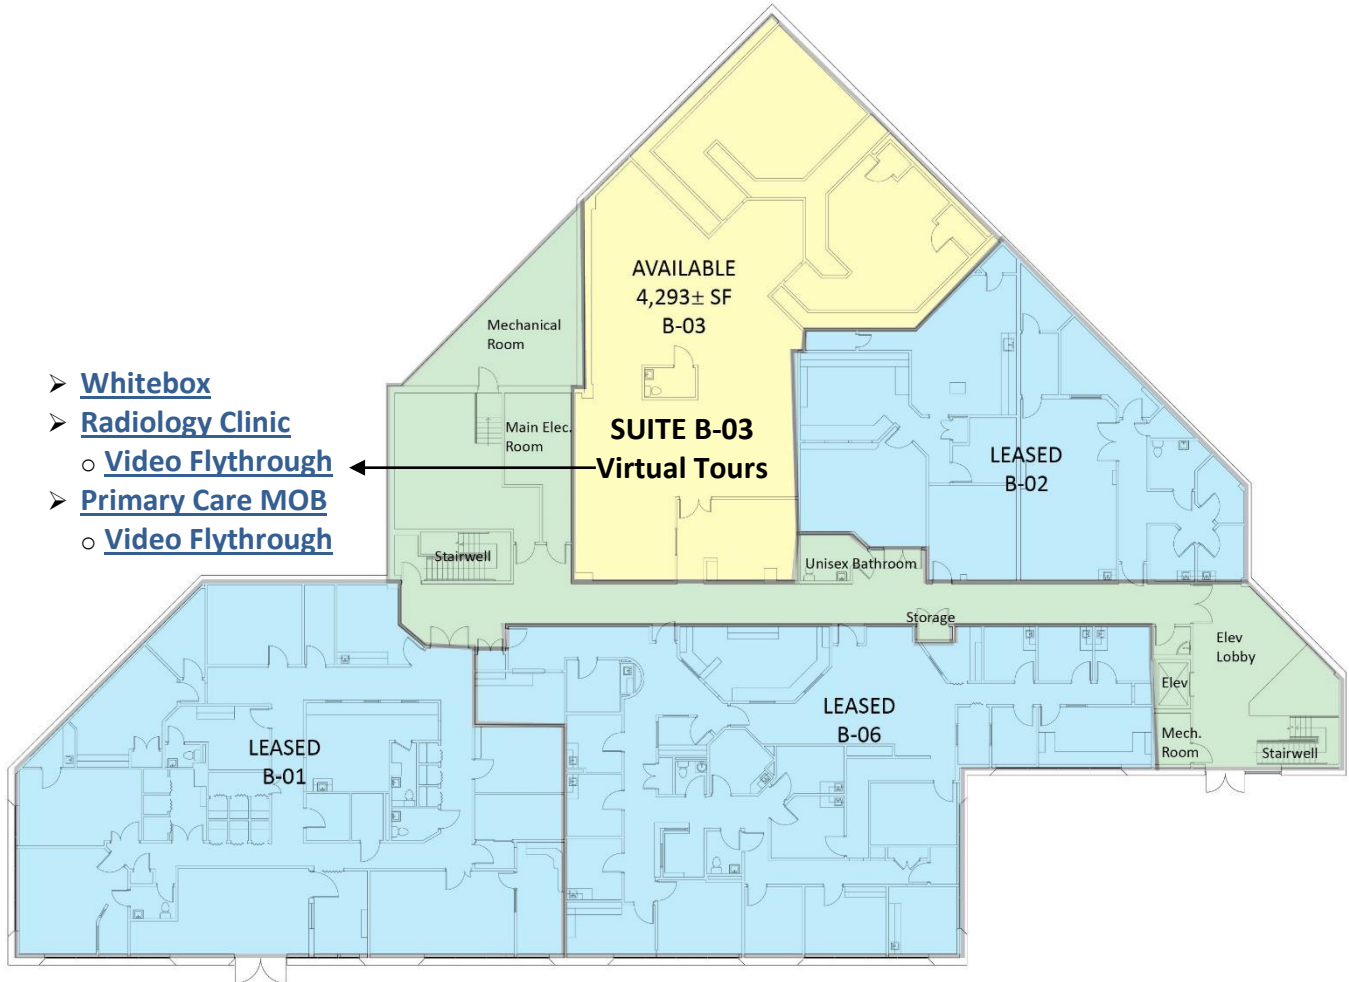 AVAILABLE
4,293± SF
B-03
Mechanical
Room
➢ Whitebox
➢ Radiology Clinic
o Video Flythrough
➢ Primary Care MOB
o Video Flythrough
Main Elec.
Room
SUITE B-03
Virtual Tours
LEASED
B-02
Stairwell
Unisex Bathroom
Storage
Elev
Lobby
Elev
Mech.
Room
Stairwell
LEASED
B-06
LEASED
B-01